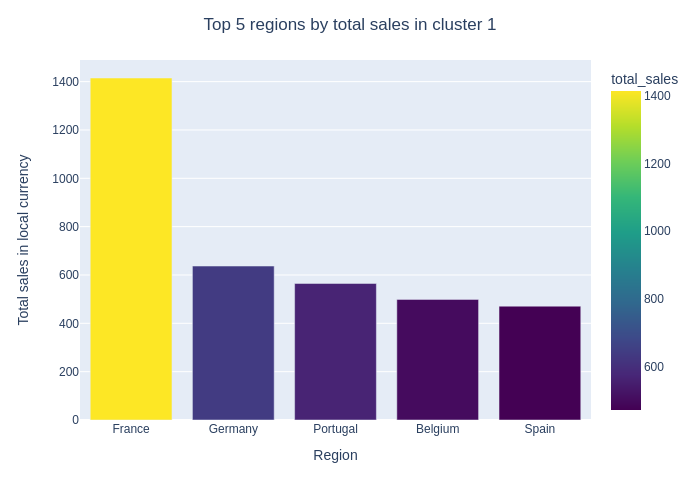 Top 5 regions by total sales in cluster 1
total_sales
1400
1200
1000
800
600
400
200
0
Total sales in local currency
France Germany Portugal Belgium Spain
Region
1400
1200
1000
800
600